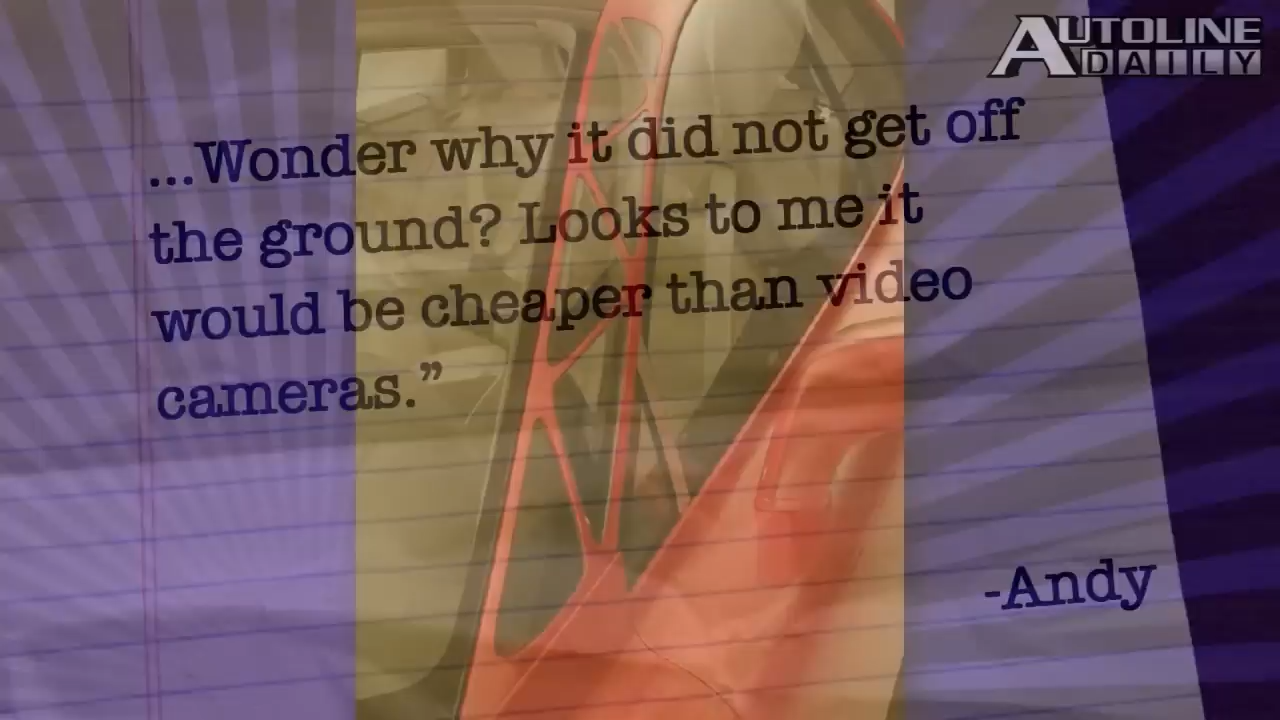 AUTOLINE
DAILY
...Wonder why it did not get off
the ground? Looks to me it
would be cheaper than video
cameras.”
-Andy